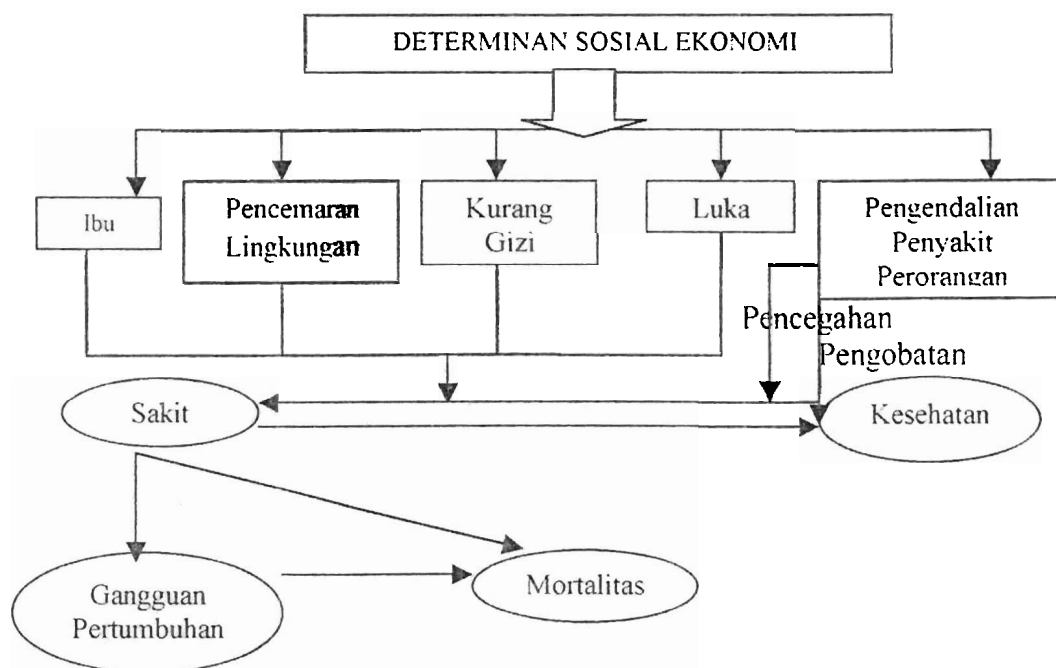 DETERMINAN SOSIAL EKONOMI
Ibu
Pencemaran
Lingkungan
Kurang
Gizi
Luka
Pengendalian
Penyakit
Perorangan
Pencegahan
Pengobatan
Sakit
Kesehatan
Gangguan
Pertumbuhan
Mortalitas